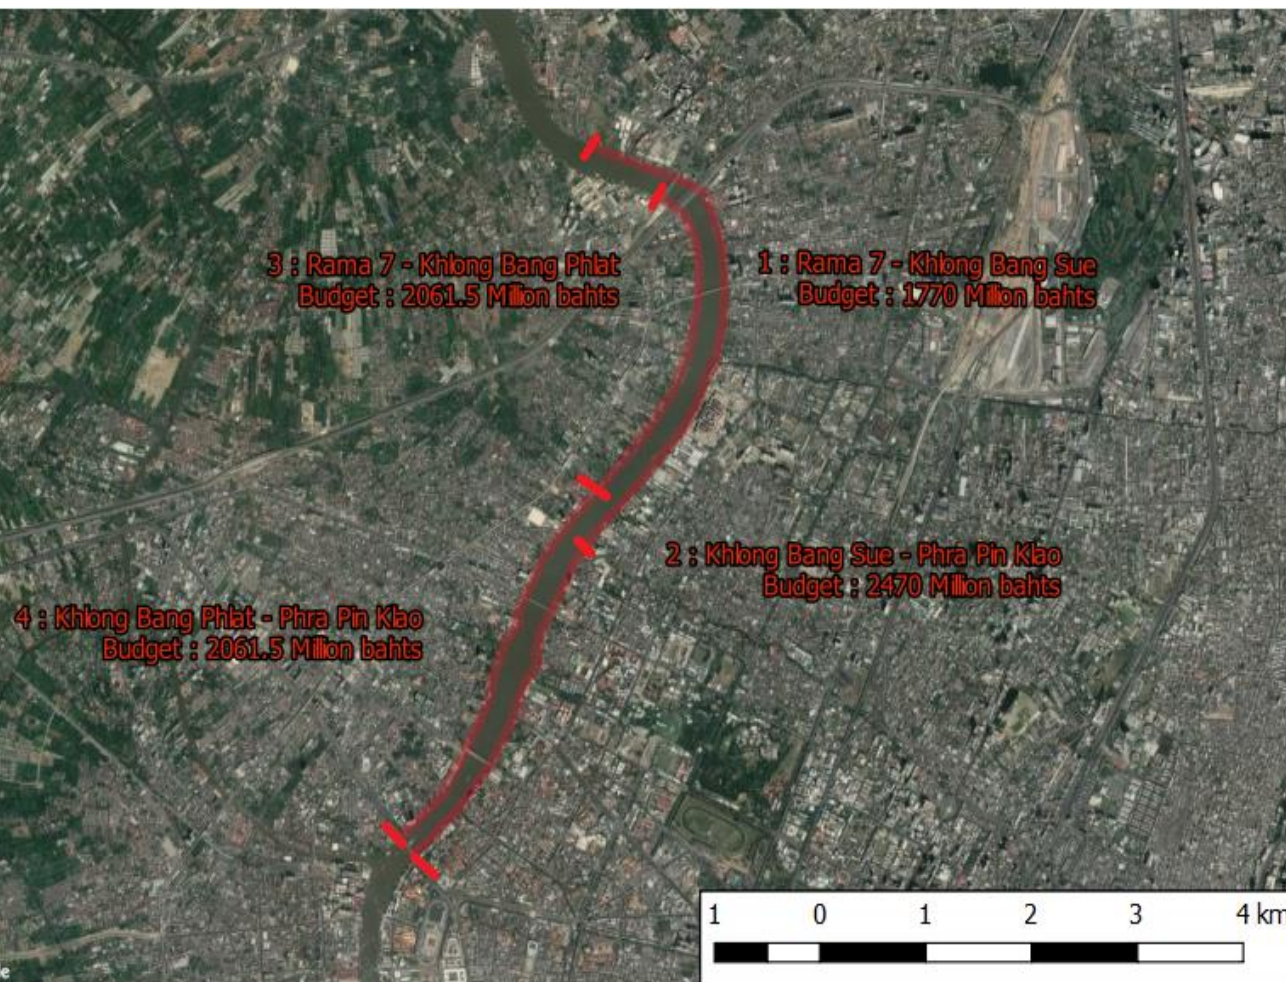 3 : Rama 7 - Khlong Bang Phlat
Budget : 2061.5 Million bahts
1 : Rama 7 - Khlong Bang Sue
Budget : 1770 Million bahts
2 : Khlong Bang Sue - Phra Pin Klao
Budget : 2470 Million bahts
4 : Khlong Bang Phlat - Phra Pin Klao
Budget : 2061.5 Million bahts
1 0 1 2 3 4 km